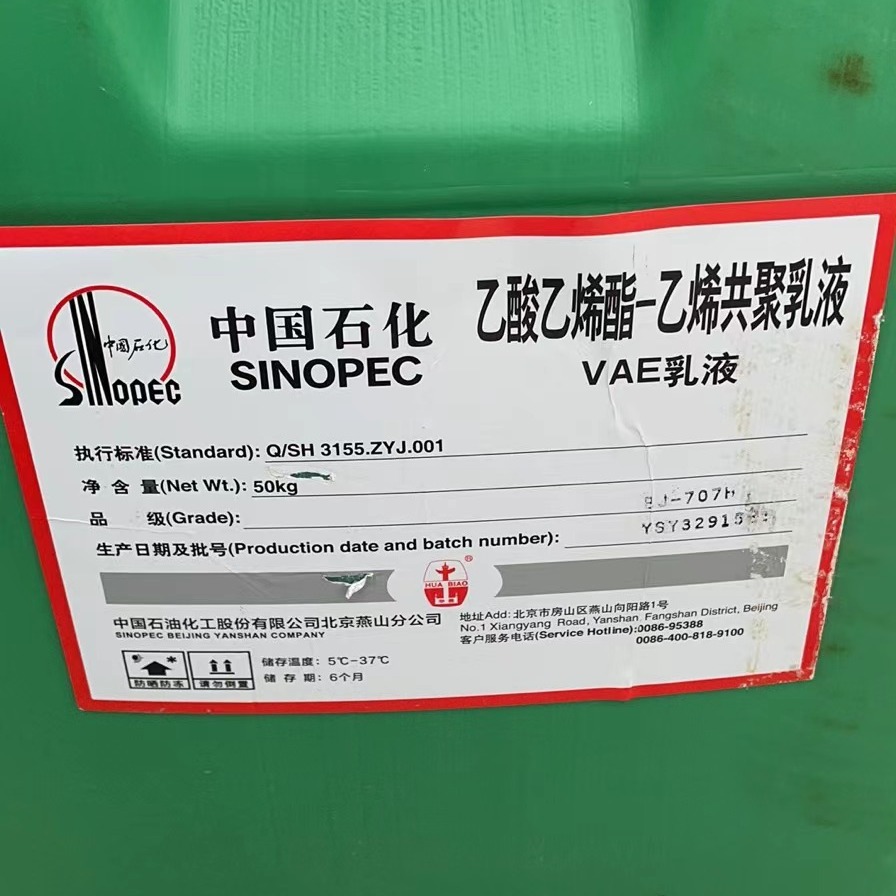 中国石化
SINOPEC
中国石化
SINOPEC
乙酸乙烯酯-乙烯共聚乳液
VAE乳液
执行标准(Standard): Q/SH 3155.ZYJ.001
净 含 量(Net Wt.): 50kg
品 级(Grade): -707H
生产日期及批号(Production date and batch number):
HUA BIAO
®
中国石油化工股份有限公司北京燕山分公司
SINOPEC BEIJING YANSHAN COMPANY
地址Add: 北京市房山区燕山向阳路1号
No.1 Xiangyang Road, Yanshan. Fangshan District, Beijing
客户服务电话(Service Hotline):0086-95388
0086-400-818-9100
防晒防冻
请勿倒置
储存温度: 5℃-37℃
储 存 期: 6个月